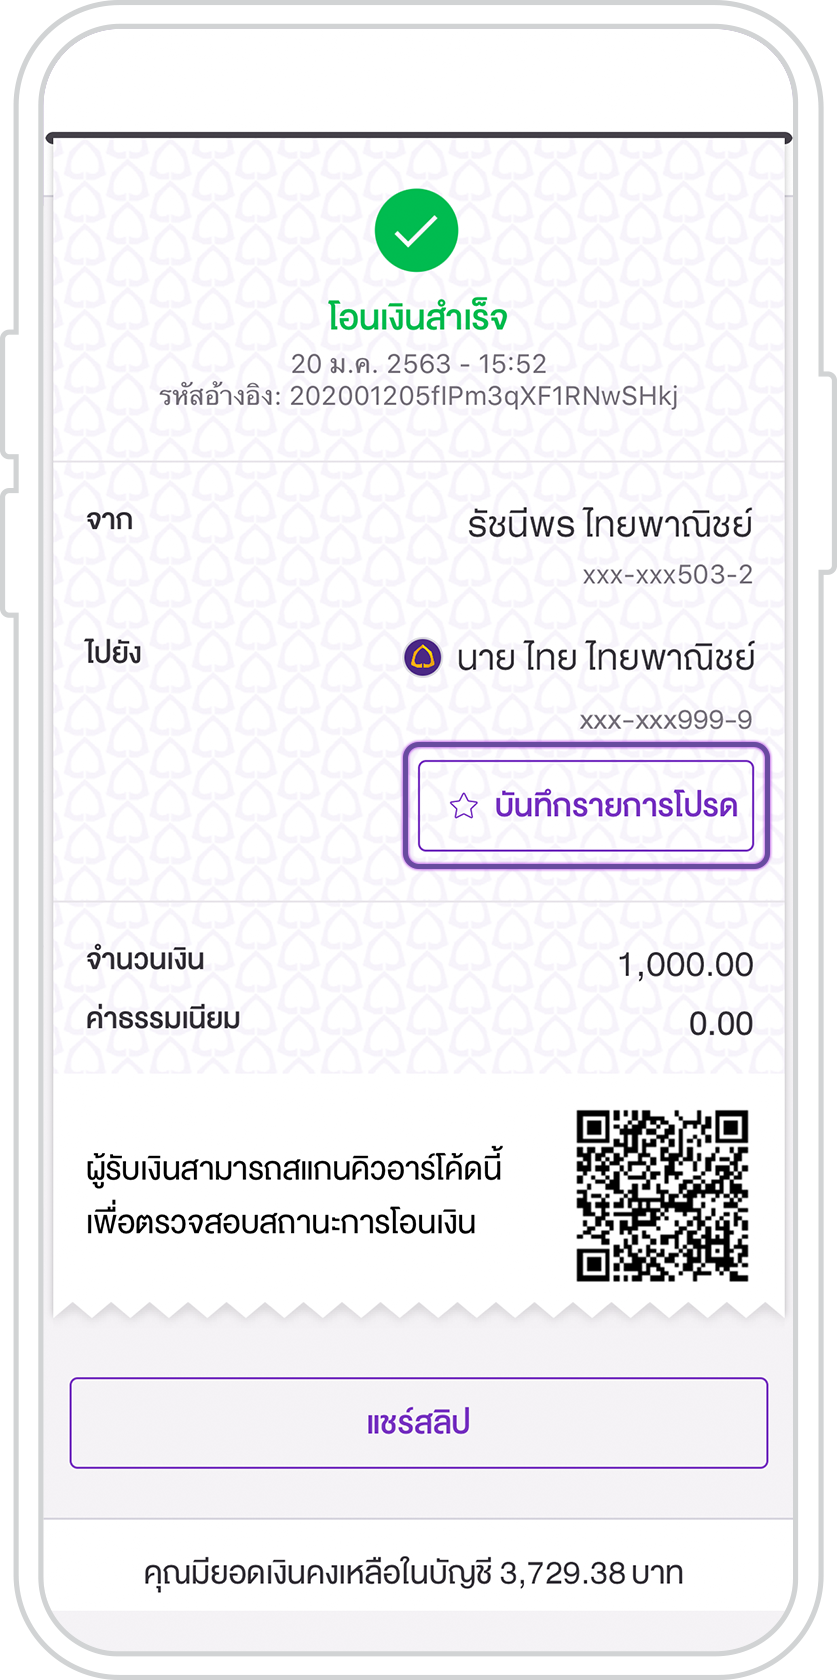 โอนเงินสำเร็จ
20 ม.ค. 2563 - 15:52
รหัสอ้างอิง: 202001205fIPm3qXF1RNwSHkj
จาก
รัชนีพร ไทยพาณิชย์
xxx-xxx503-2
ไปยัง
นาย ไทย ไทยพาณิชย์
xxx-xxx999-9
บันทึกรายการโปรด
จำนวนเงิน 1,000.00
ค่าธรรมเนียม 0.00
ผู้รับเงินสามารถสแกนคิวอาร์โค้ดนี้
เพื่อตรวจสอบสถานะการโอนเงิน
แชร์สลิป
คุณมียอดเงินคงเหลือในบัญชี 3,729.38 บาท